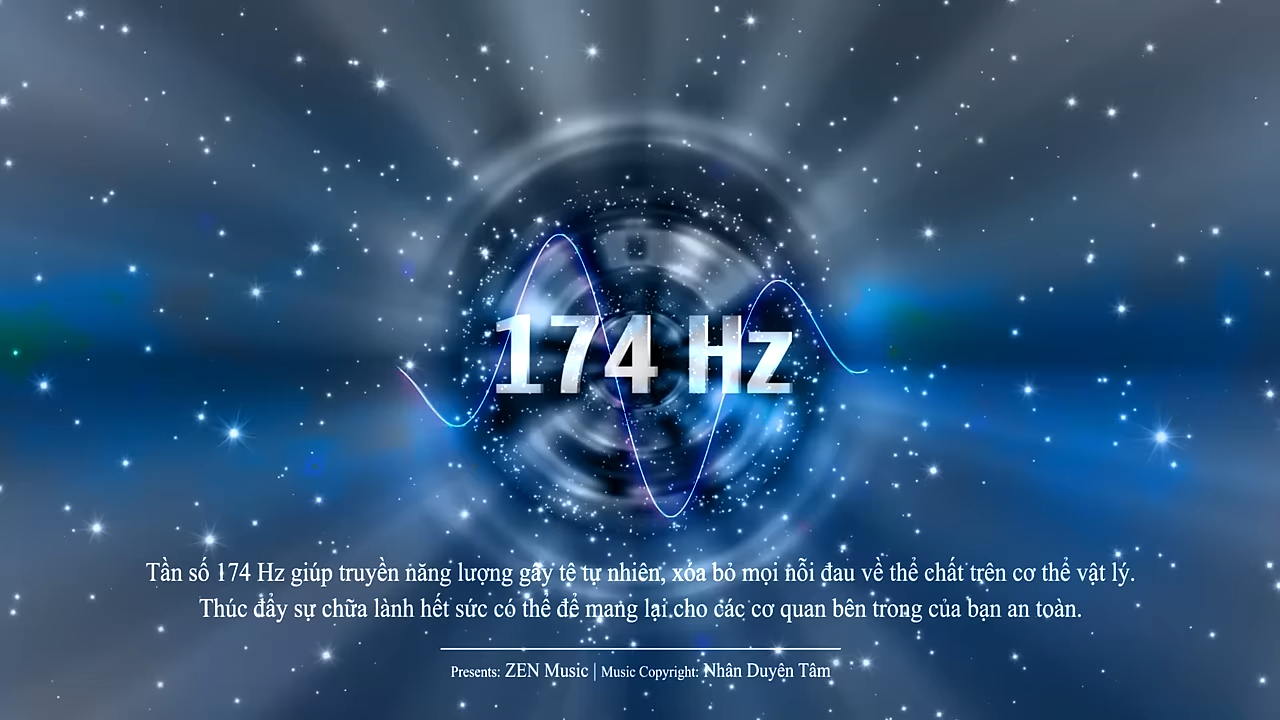 174 Hz
Tần số 174 Hz giúp truyền năng lượng gây tê tự nhiên, xóa bỏ mọi nỗi đau về thể chất trên cơ thể vật lý.
Thúc đẩy sự chữa lành hết sức có thể để mang lại cho các cơ quan bên trong của bạn an toàn.
Presents: ZEN Music | Music Copyright: Nhân Duyên Tâm